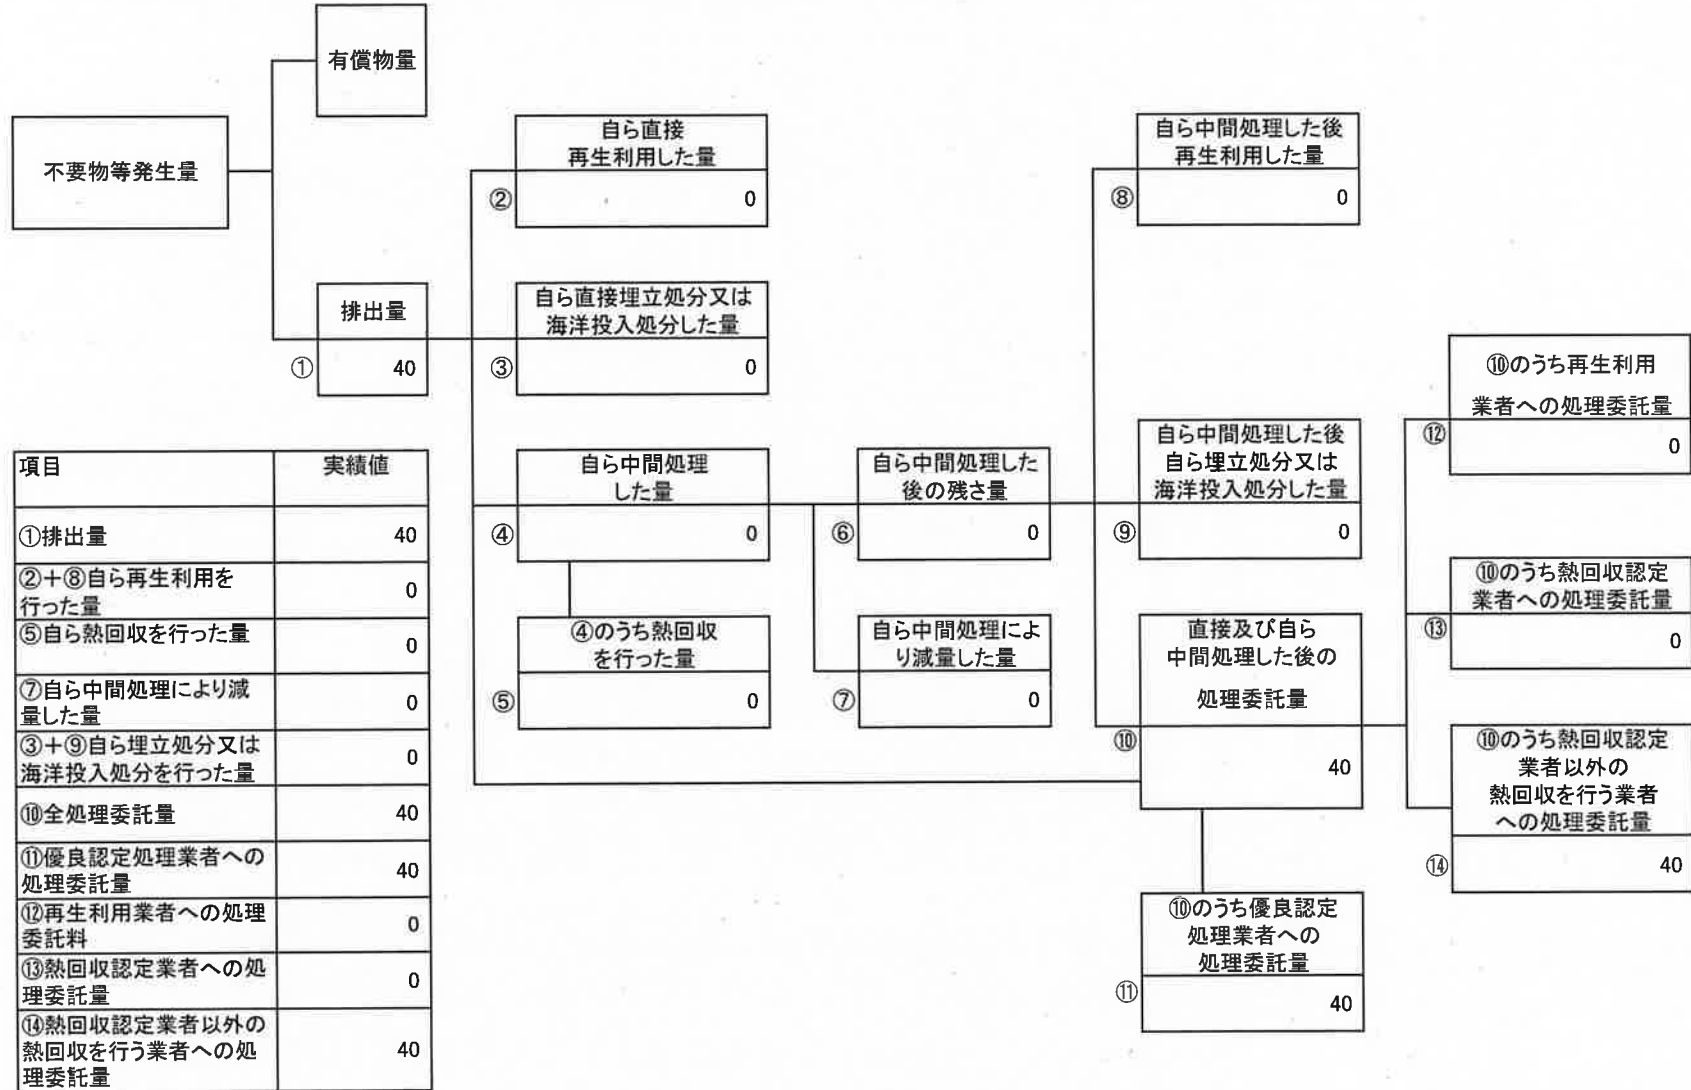 有償物量
不要物等発生量
排出量
①
40
自ら直接
再生利用した量
②
0
自ら直接埋立処分又は
海洋投入処分した量
③
0
自ら中間処理
した量
④
0
④のうち熱回収
を行った量
⑤
0
自ら中間処理した
後の残さ量
⑥
0
自ら中間処理によ
り減量した量
⑦
0
自ら中間処理した後
再生利用した量
⑧
0
自ら中間処理した後
自ら埋立処分又は
海洋投入処分した量
⑨
0
直接及び自ら
中間処理した後の
処理委託量
⑩
40
⑩のうち優良認定
処理業者への
処理委託量
⑪
40
⑩のうち再生利用
業者への処理委託量
⑫
0
⑩のうち熱回収認定
業者への処理委託量
⑬
0
⑩のうち熱回収認定
業者以外の
熱回収を行う業者
への処理委託量
⑭
40
項目 実績値
①排出量 40
②+⑧自ら再生利用を
行った量 0
⑤自ら熱回収を行った量 0
⑦自ら中間処理により減
量した量 0
③+⑨自ら埋立処分又は
海洋投入処分を行った量 0
⑩全処理委託量 40
⑪優良認定処理業者への
処理委託量 40
⑫再生利用業者への処理
委託料 0
⑬熱回収認定業者への処
理委託量 0
⑭熱回収認定業者以外の
熱回収を行う業者への処
理委託量 40